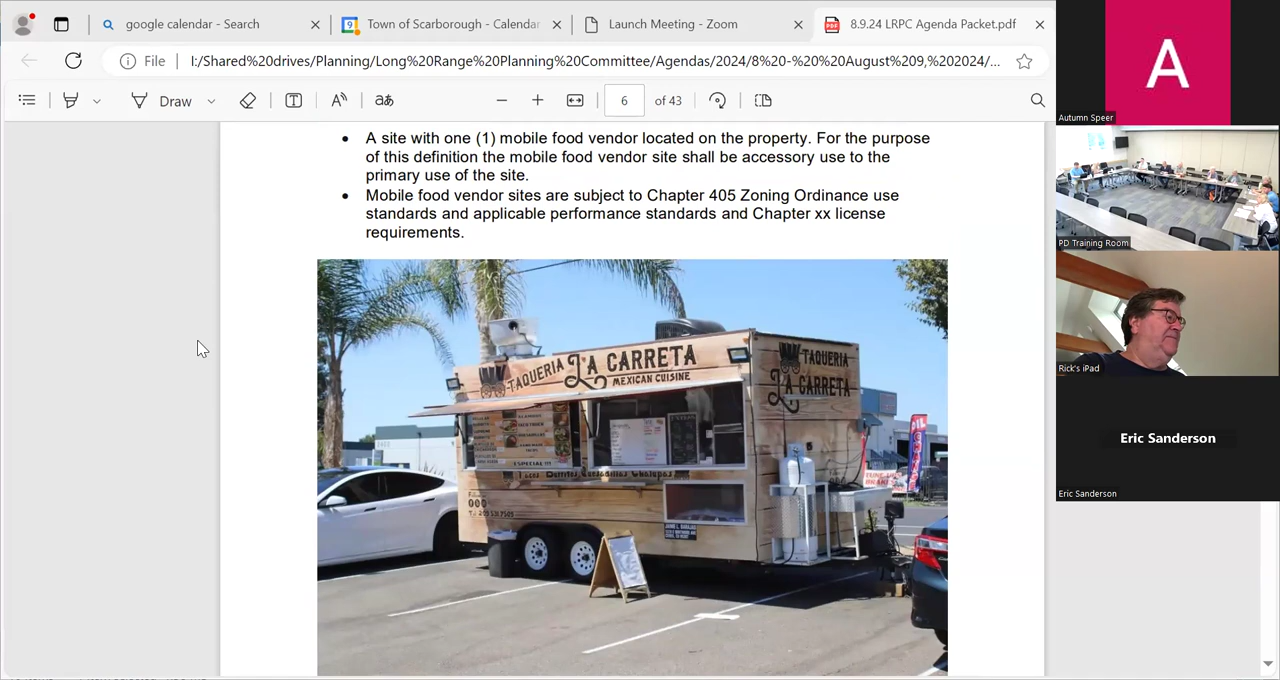 google calendar - Search
Town of Scarborough - Calendar
Launch Meeting - Zoom
8.9.24 LRPC Agenda Packet.pdf
File
I:/Shared%20drives/Planning/Long%20Range%20Planning%20Committee/Agendas/2024/8%20-%20%20August%209,%202024/...
Draw
6
of 43
A
Autumn Speer
PD Training Room
Rick's iPad
Eric Sanderson
Eric Sanderson
• A site with one (1) mobile food vendor located on the property. For the purpose
of this definition the mobile food vendor site shall be accessory use to the
primary use of the site.
• Mobile food vendor sites are subject to Chapter 405 Zoning Ordinance use
standards and applicable performance standards and Chapter xx license
requirements.
TAQUERIA LA CARRETA
MEXICAN CUISINE
TAQUERIA
LA CARRETA